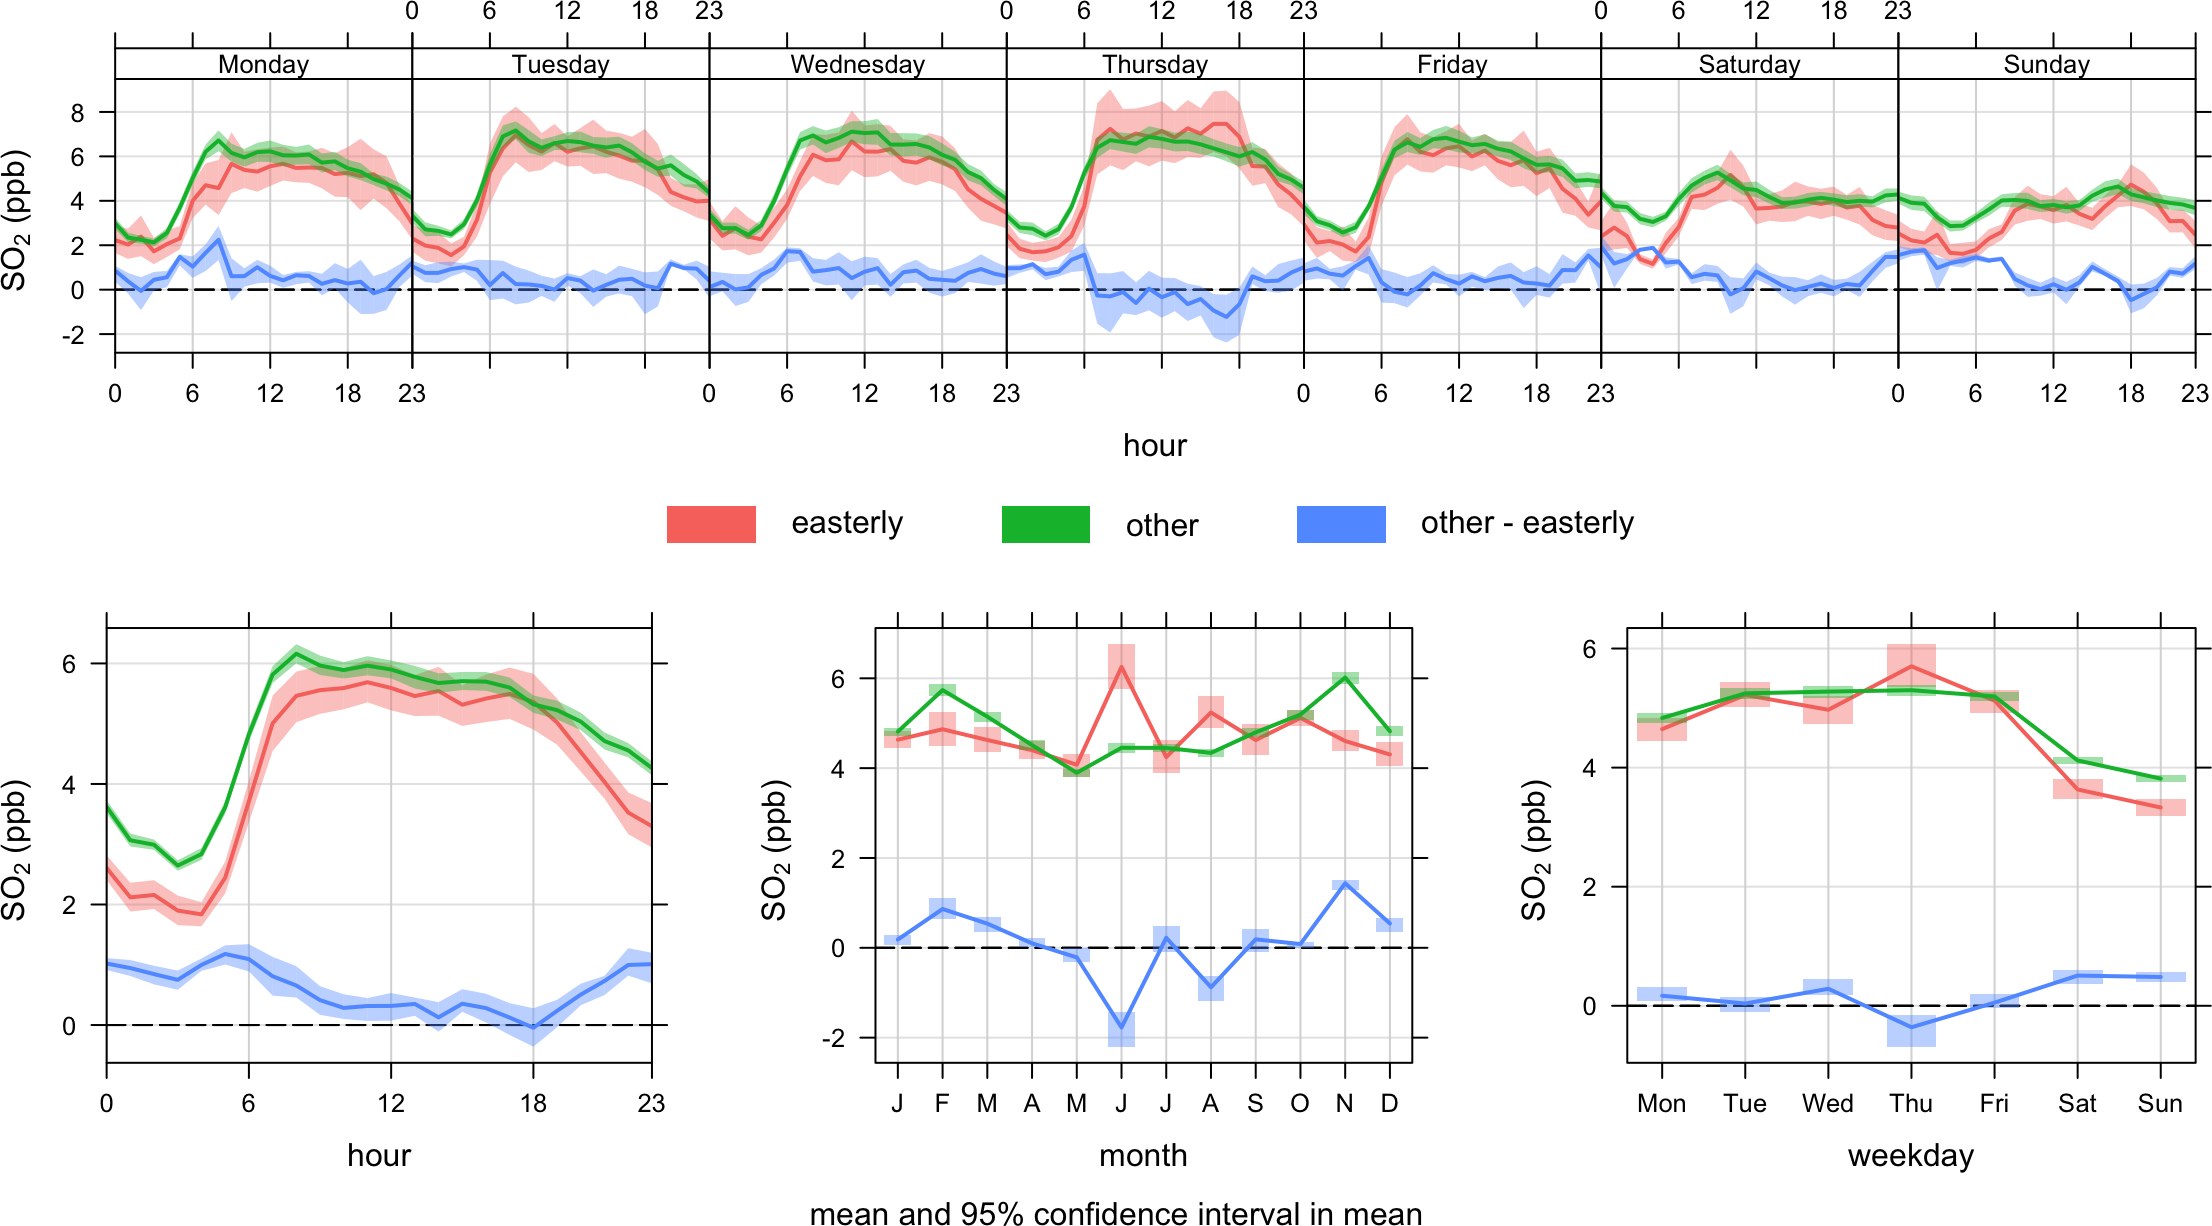 0 6 12 18 23 0 6 12 18 23 0 6 12 18 23
Monday Tuesday Wednesday Thursday Friday Saturday Sunday
SO2 (ppb)
8
6
4
2
0
-2
0 6 12 18 23 0 6 12 18 23 0 6 12 18 23 0 6 12 18 23
hour
easterly other other - easterly
SO2 (ppb)
6
4
2
0
0 6 12 18 23
hour
SO2 (ppb)
6
4
2
0
-2
J F M A M J J A S O N D
month
SO2 (ppb)
6
4
2
0
Mon Tue Wed Thu Fri Sat Sun
weekday
mean and 95% confidence interval in mean